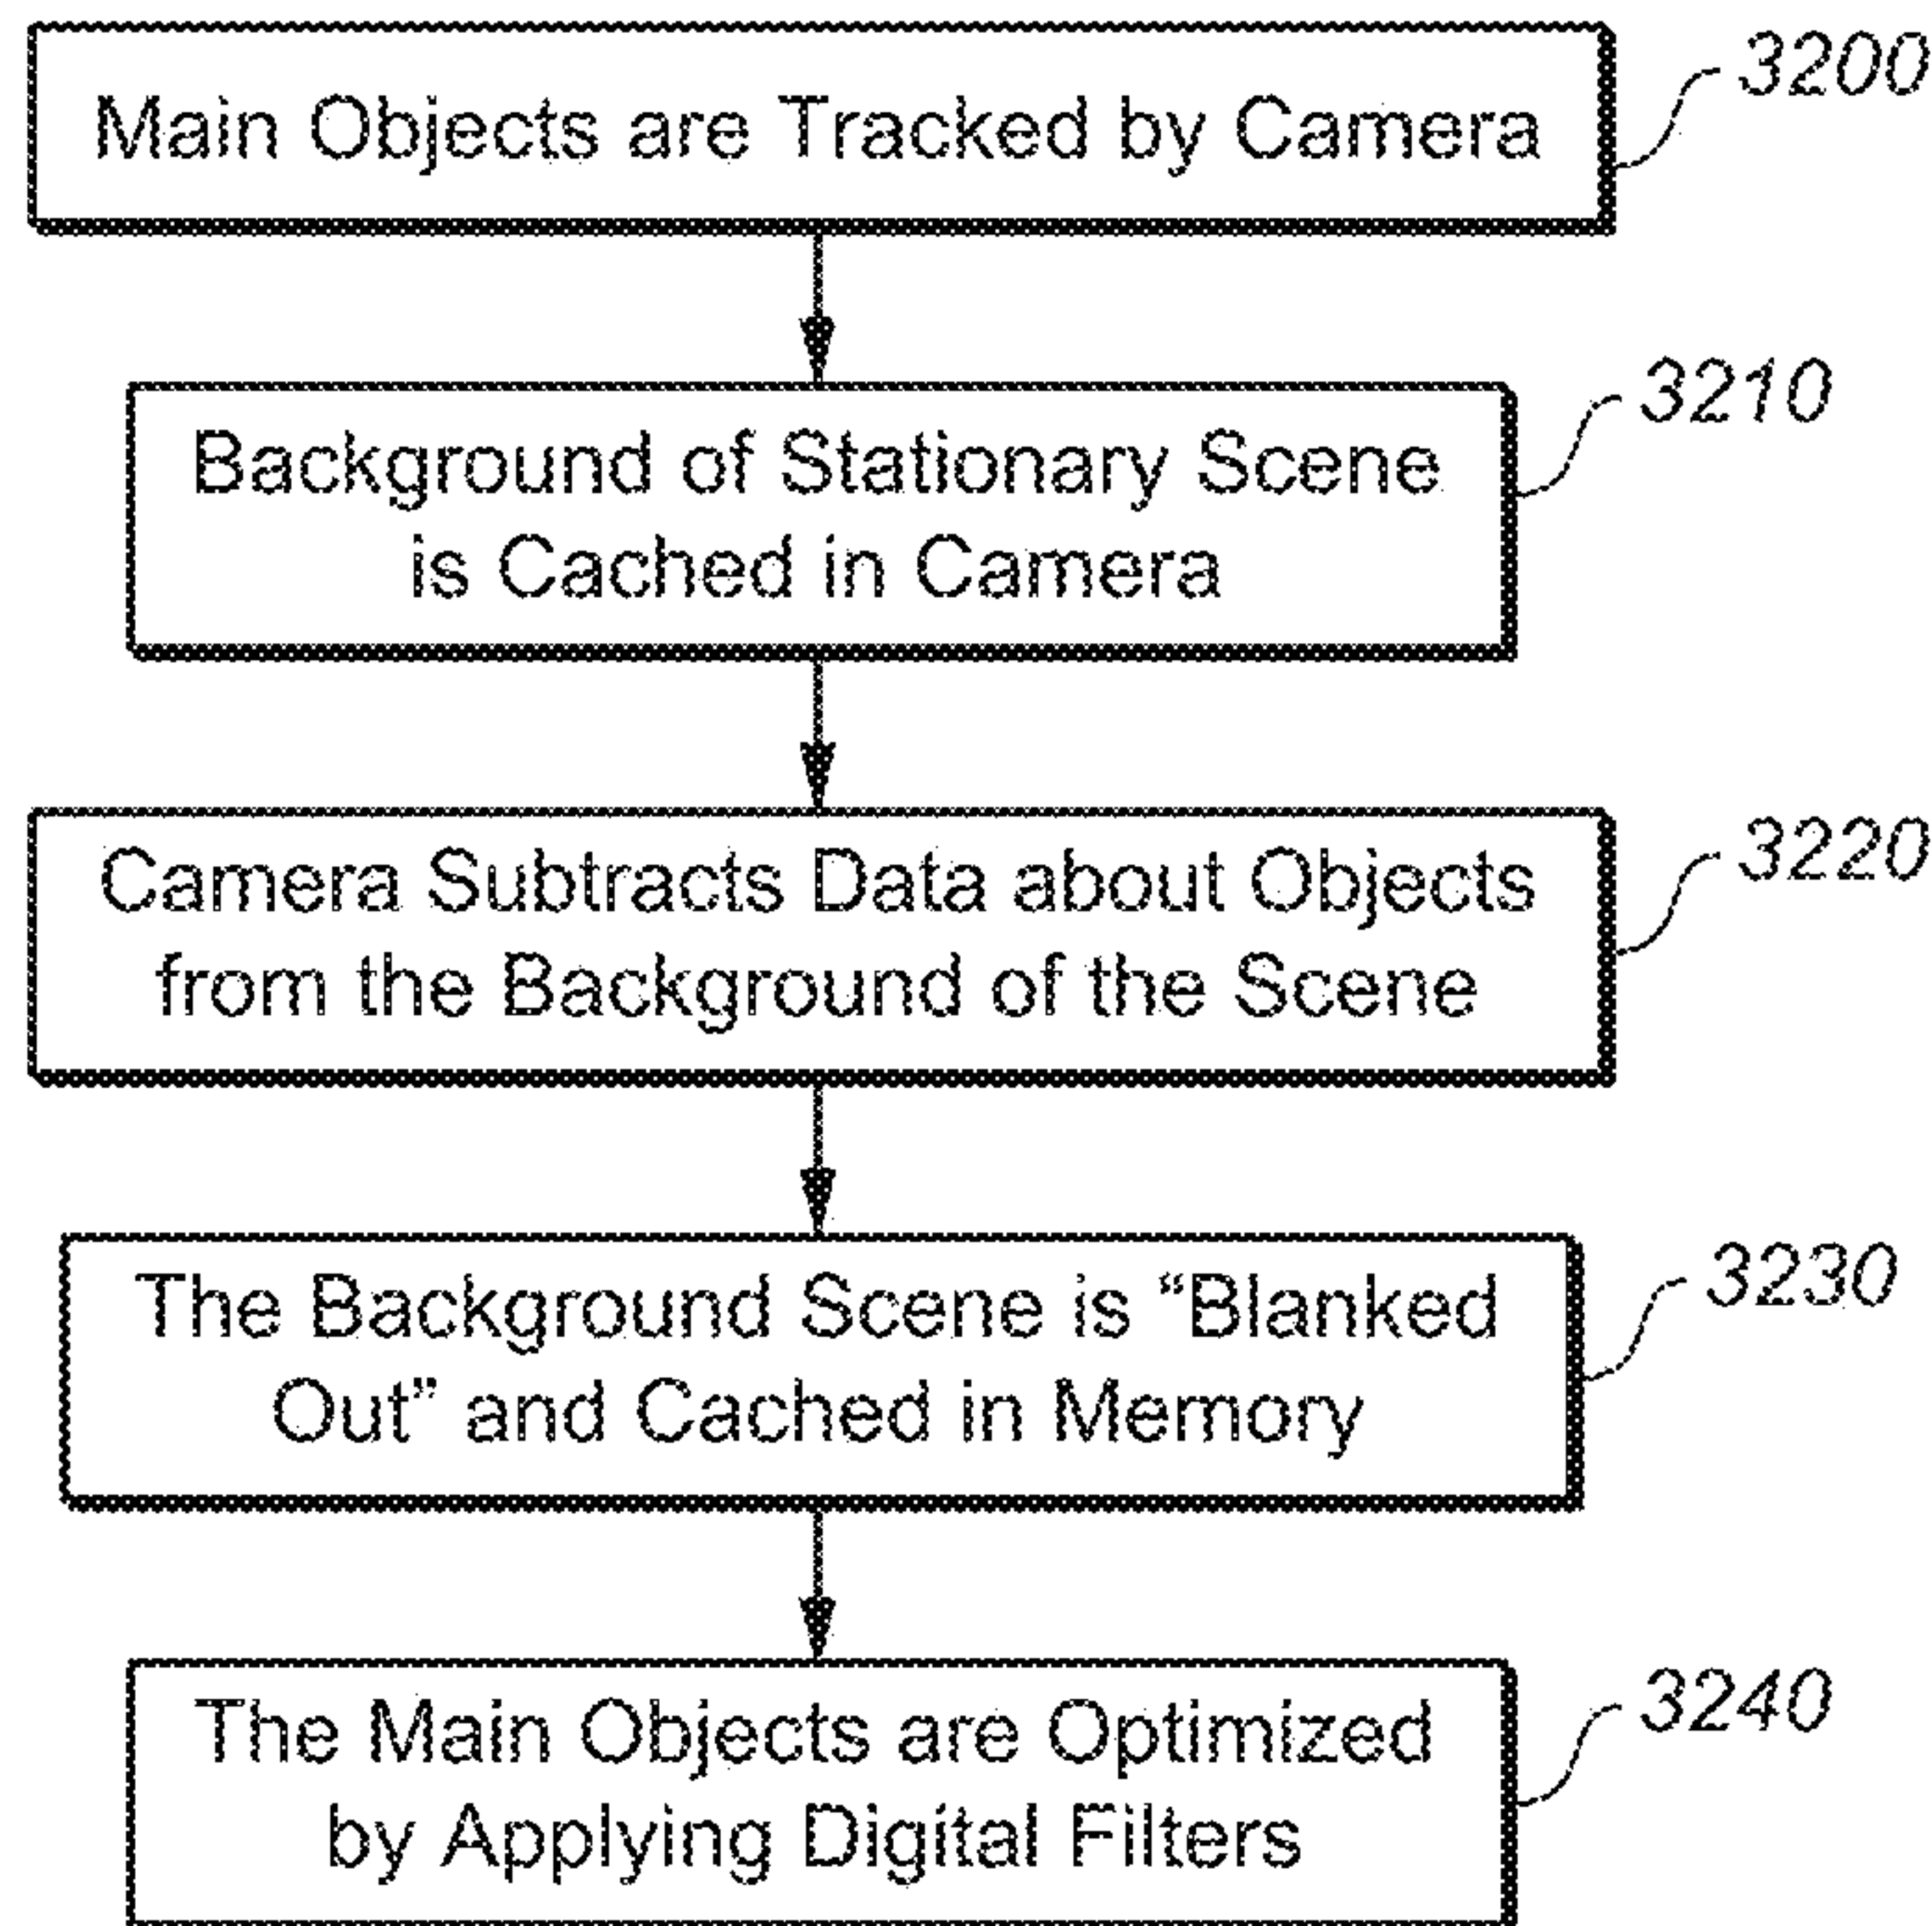 Main Objects are Tracked by Camera
3200
Background of Stationary Scene
is Cached in Camera
3210
Camera Subtracts Data about Objects
from the Background of the Scene
3220
The Background Scene is “Blanked
Out” and Cached in Memory
3230
The Main Objects are Optimized
by Applying Digital Filters
3240